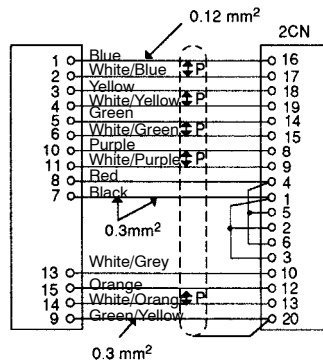 0.12 mm²
2CN
1 Blue 16
2 White/Blue P 17
3 Yellow 18
4 White/Yellow P 19
5 Green 14
6 White/Green P 15
10 Purple 8
11 White/Purple P 9
8 Red 4
7 Black 1
5
0.3mm² 2
6
3
13 White/Grey 10
15 Orange 12
14 White/Orang P 13
9 Green/Yellow 20
0.3 mm²